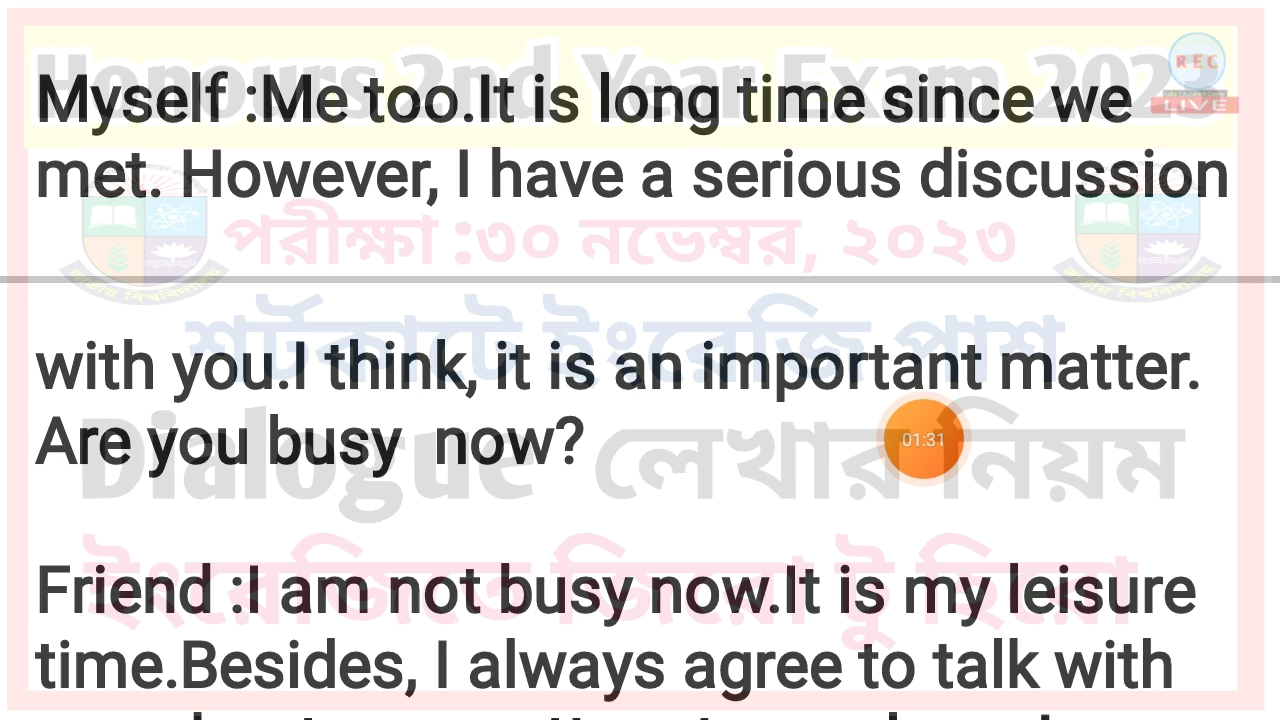 Honours 2nd Year Exam 2023
REC
LIVE
Myself :Me too.It is long time since we
met. However, I have a serious discussion
পরীক্ষা :৩০ নভেম্বর, ২০২৩
শর্টকাটে ইংরেজি পাশ
with you.I think, it is an important matter.
Are you busy now?
01:31
Dialogue লেখার নিয়ম
Friend :I am not busy now.It is my leisure
ইংরেজিতে জিরো টু হিরো
time.Besides, I always agree to talk with